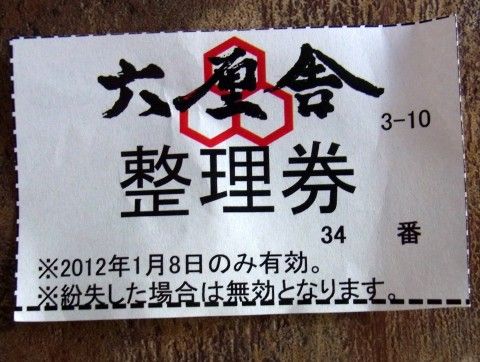 六厘舎
3-10
整理券
34 番
※2012年1月8日のみ有効。
※紛失した場合は無効となります。